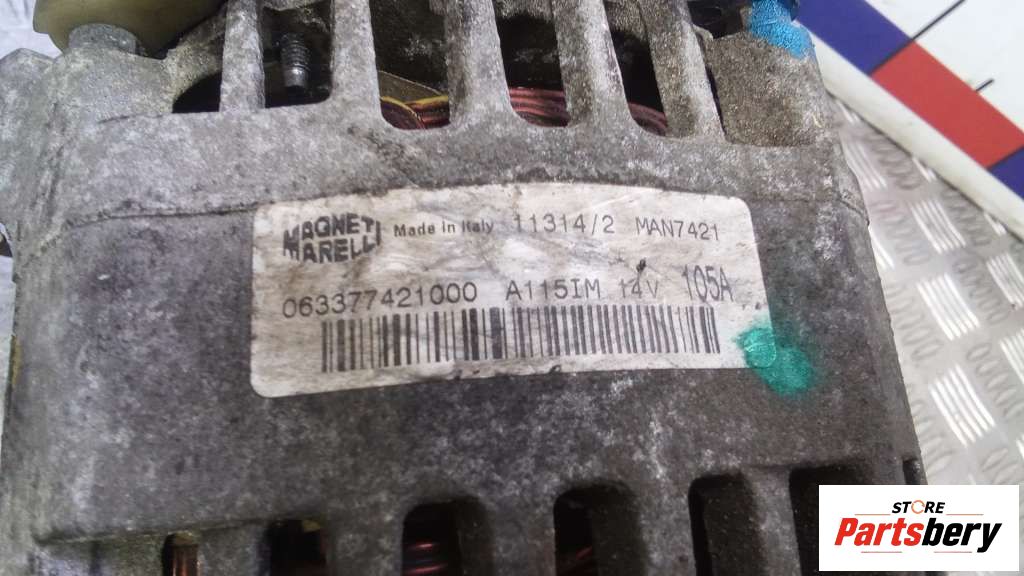 MAGNETI MARELLI Made in Italy 11314/2 MAN7421
063377421000 A115IM 14V 105A
STORE
Partsbery